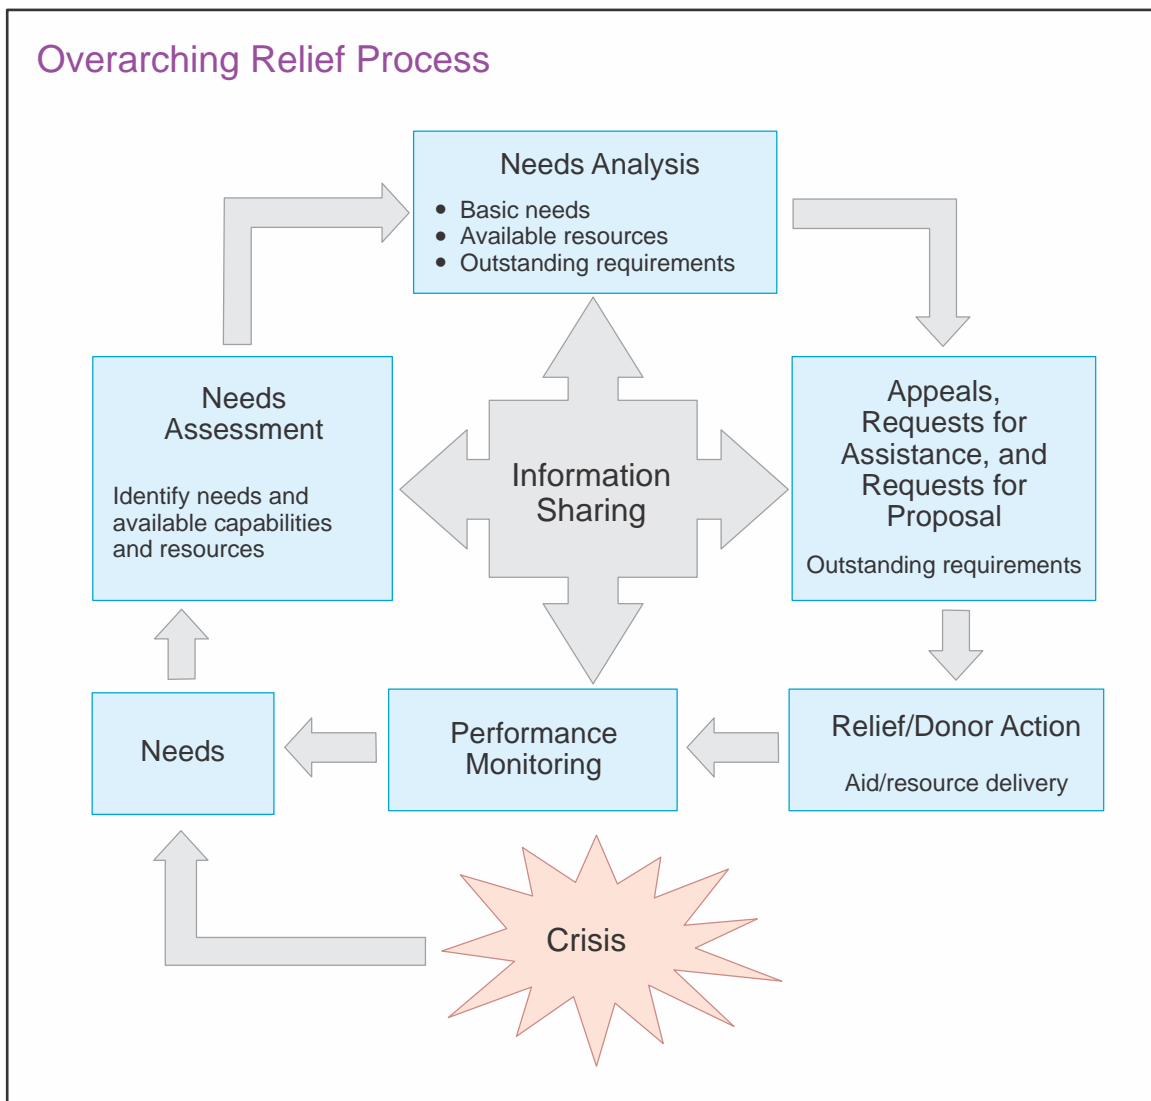 Overarching Relief Process
Needs Analysis
• Basic needs
• Available resources
• Outstanding requirements
Needs
Assessment
Identify needs and
available capabilities
and resources
Information
Sharing
Appeals,
Requests for
Assistance, and
Requests for
Proposal
Outstanding requirements
Needs
Performance
Monitoring
Relief/Donor Action
Aid/resource delivery
Crisis